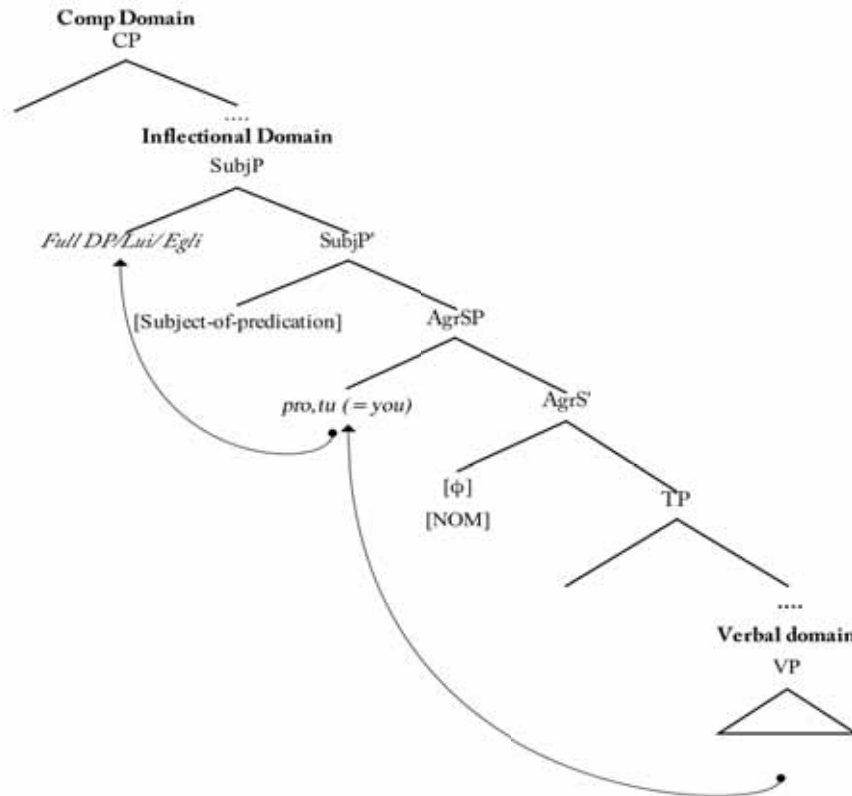 Comp Domain
CP
....
Inflectional Domain
SubjP
Full DP/Lui/Egli
SubjP'
[Subject-of-predication]
AgrSP
pro,tu (=you)
AgrS'
[ϕ]
[NOM]
TP
....
Verbal domain
VP